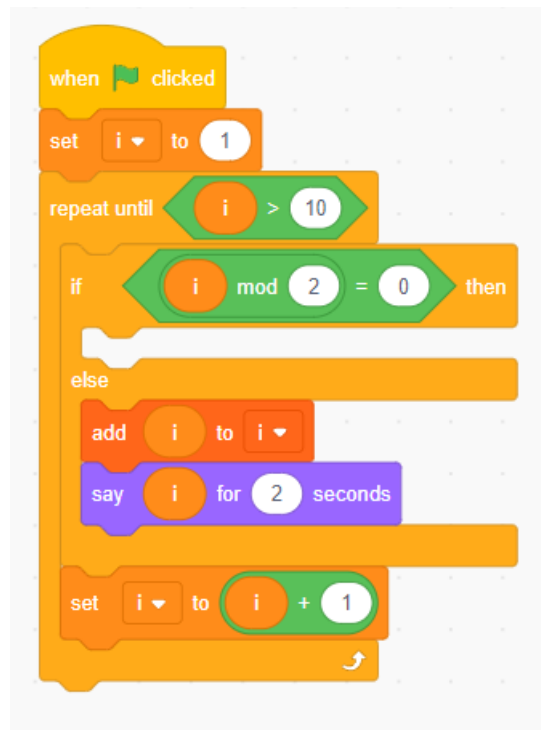 when clicked
set i to 1
repeat until i > 10
if i mod 2 = 0 then
else
add i to i
say i for 2 seconds
set i to i + 1